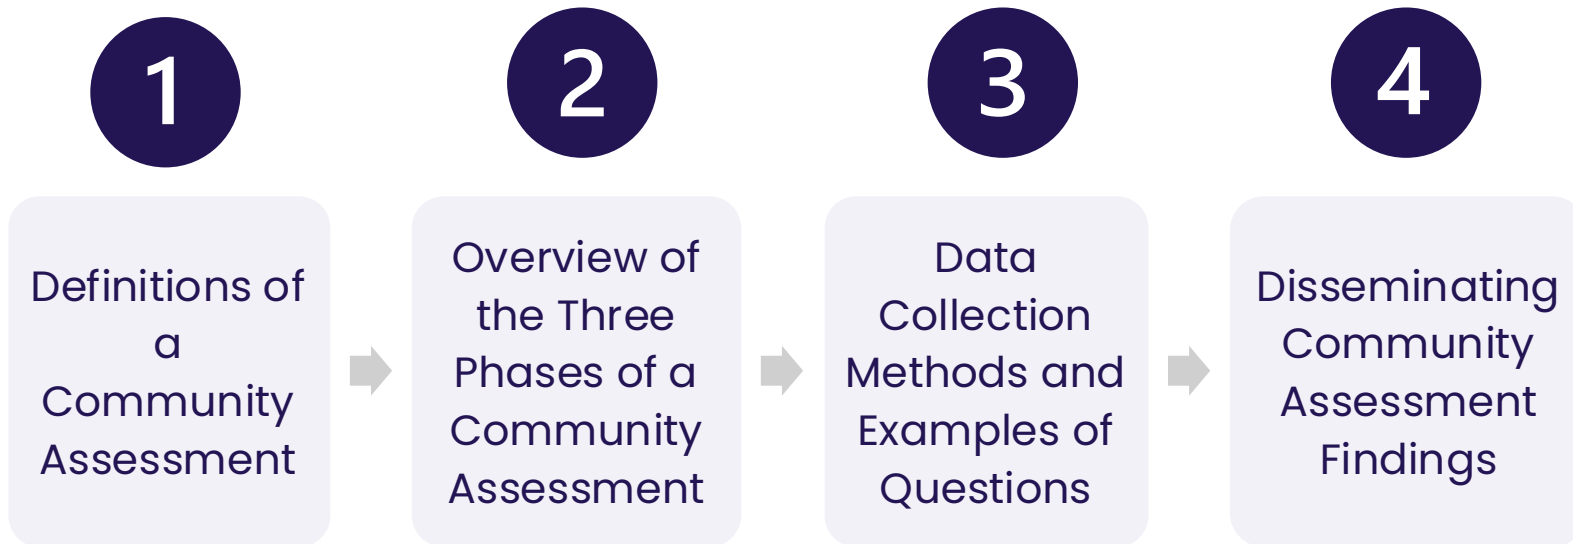 1
Definitions of
a
Community
Assessment
2
Overview of
the Three
Phases of a
Community
Assessment
3
Data
Collection
Methods and
Examples of
Questions
4
Disseminating
Community
Assessment
Findings